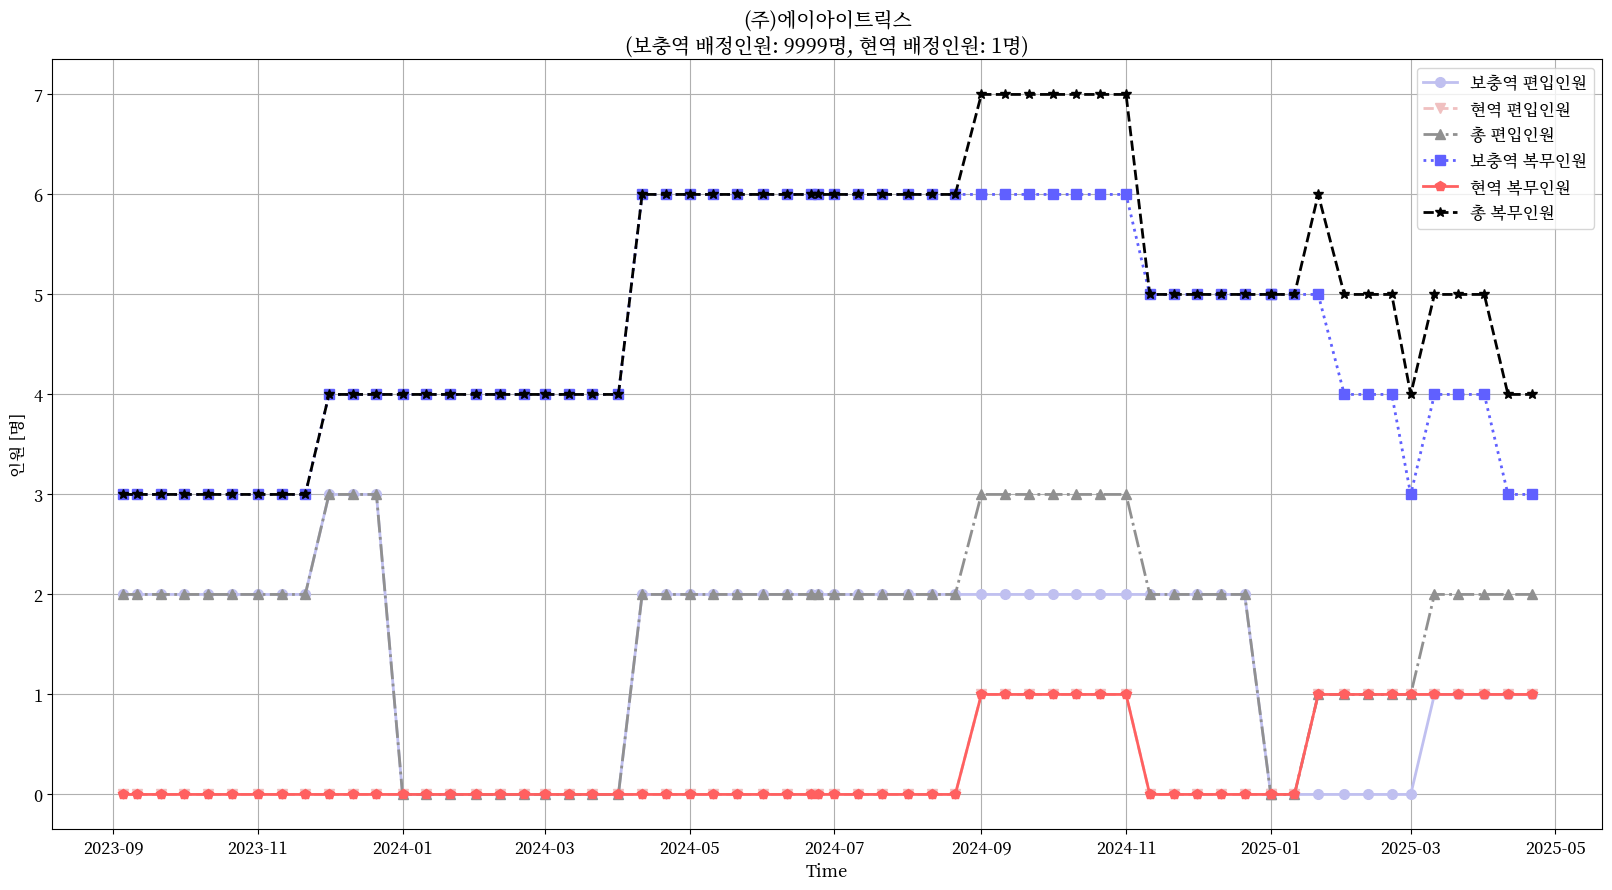 (주)에이아이트릭스
(보충역 배정인원: 9999명, 현역 배정인원: 1명)
보충역 편입인원
현역 편입인원
총 편입인원
보충역 복무인원
현역 복무인원
총 복무인원
인원 [명]
7
6
5
4
3
2
1
0
2023-09 2023-11 2024-01 2024-03 2024-05 2024-07 2024-09 2024-11 2025-01 2025-03 2025-05
Time